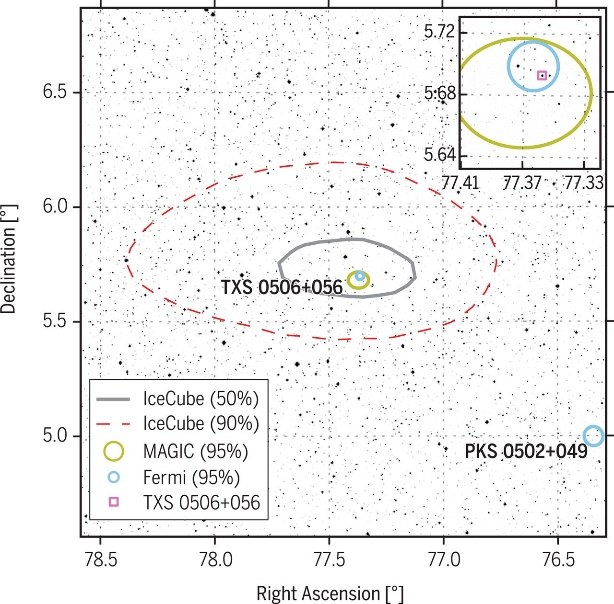 5.72
5.68
5.64
77.41 77.37 77.33
6.5
6.0
5.5
5.0
Declination [°]
TXS 0506+056
PKS 0502+049
IceCube (50%)
IceCube (90%)
MAGIC (95%)
Fermi (95%)
TXS 0506+056
78.5 78.0 77.5 77.0 76.5
Right Ascension [°]